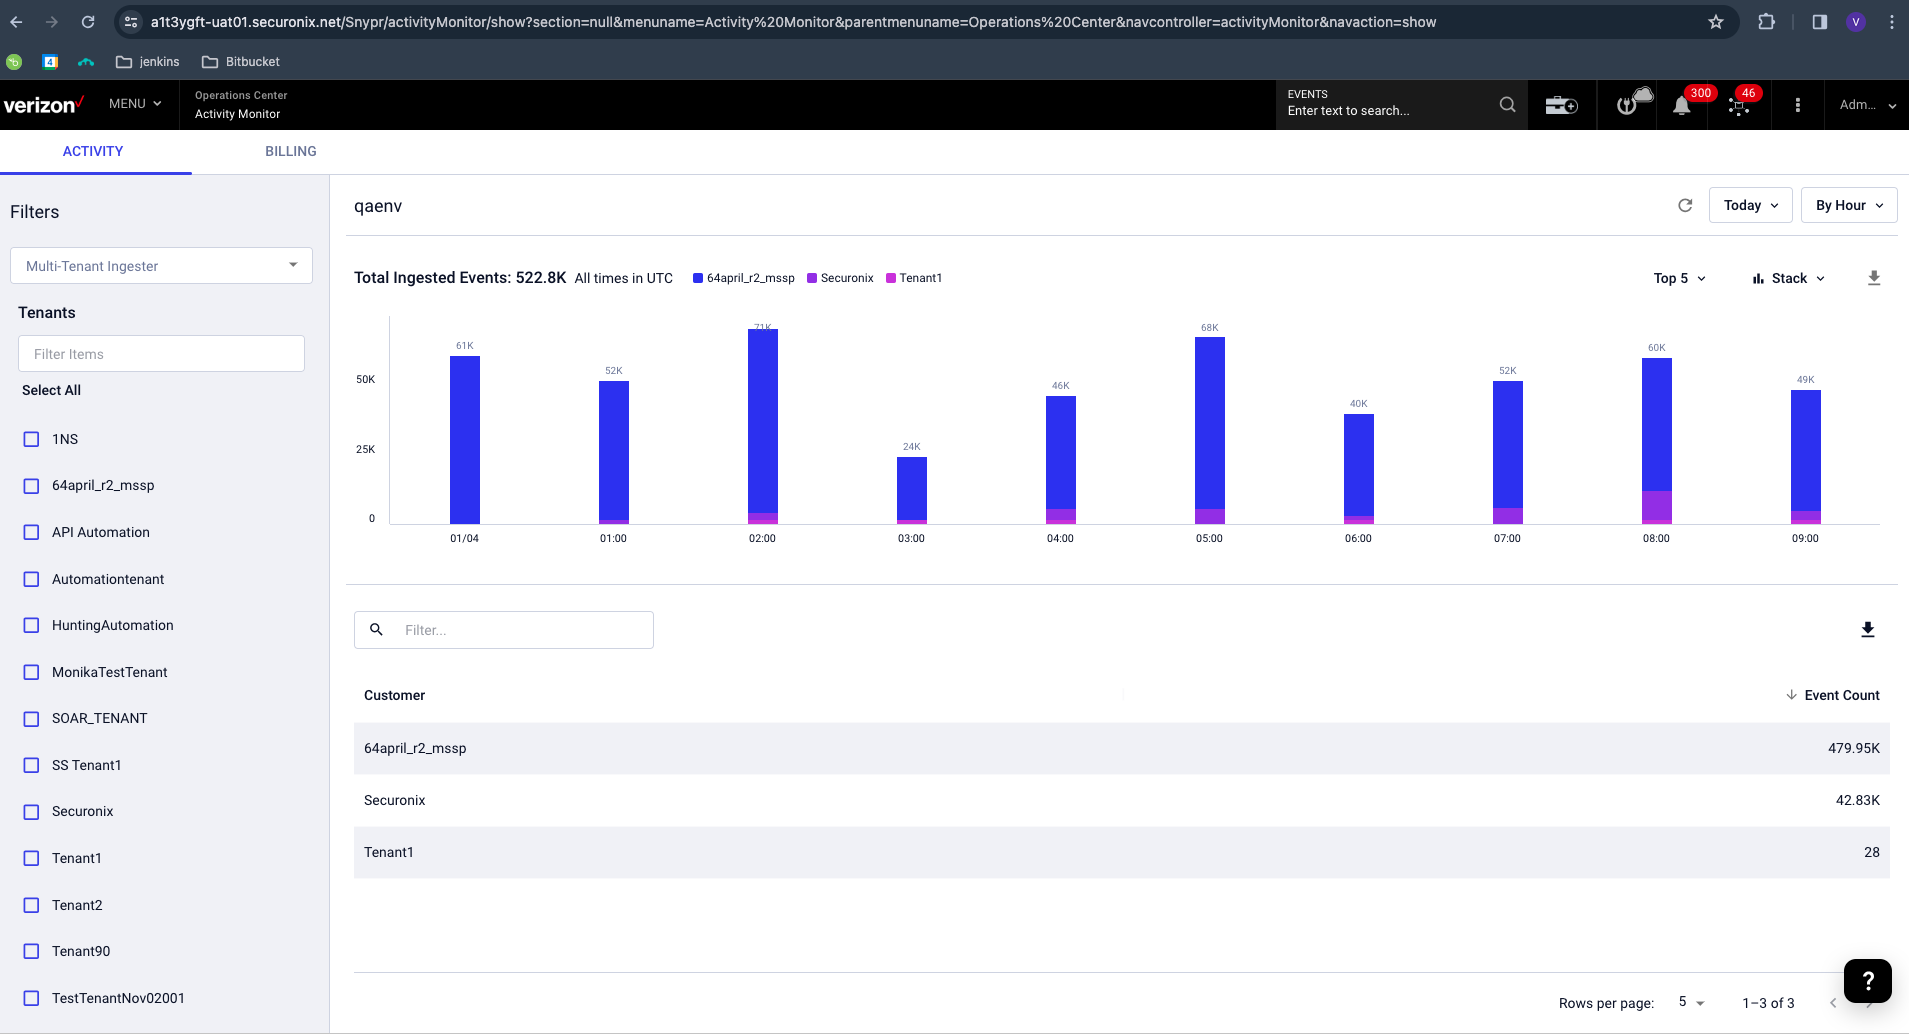 a1t3ygft-uat01.securonix.net/Snypr/activityMonitor/show?section=null&menuname=Activity%20Monitor&parentmenuname=Operations%20Center&navcontroller=activityMonitor&navaction=show
V
4
jenkins
Bitbucket
verizon
MENU
Operations Center
Activity Monitor
EVENTS
Enter text to search...
300
46
Adm...
ACTIVITY
BILLING
Filters
Multi-Tenant Ingester
Tenants
Filter Items
Select All
1NS
64april_r2_mssp
API Automation
Automationtenant
HuntingAutomation
MonikaTestTenant
SOAR_TENANT
SS Tenant1
Securonix
Tenant1
Tenant2
Tenant90
TestTenantNov02001
qaenv
Today
By Hour
Total Ingested Events: 522.8K All times in UTC
64april_r2_mssp Securonix Tenant1
Top 5
Stack
50K
25K
0
61K
52K
71K
24K
46K
68K
40K
52K
60K
49K
01/04 01:00 02:00 03:00 04:00 05:00 06:00 07:00 08:00 09:00
Filter...
Customer Event Count
64april_r2_mssp 479.95K
Securonix 42.83K
Tenant1 28
?
Rows per page: 5 1–3 of 3